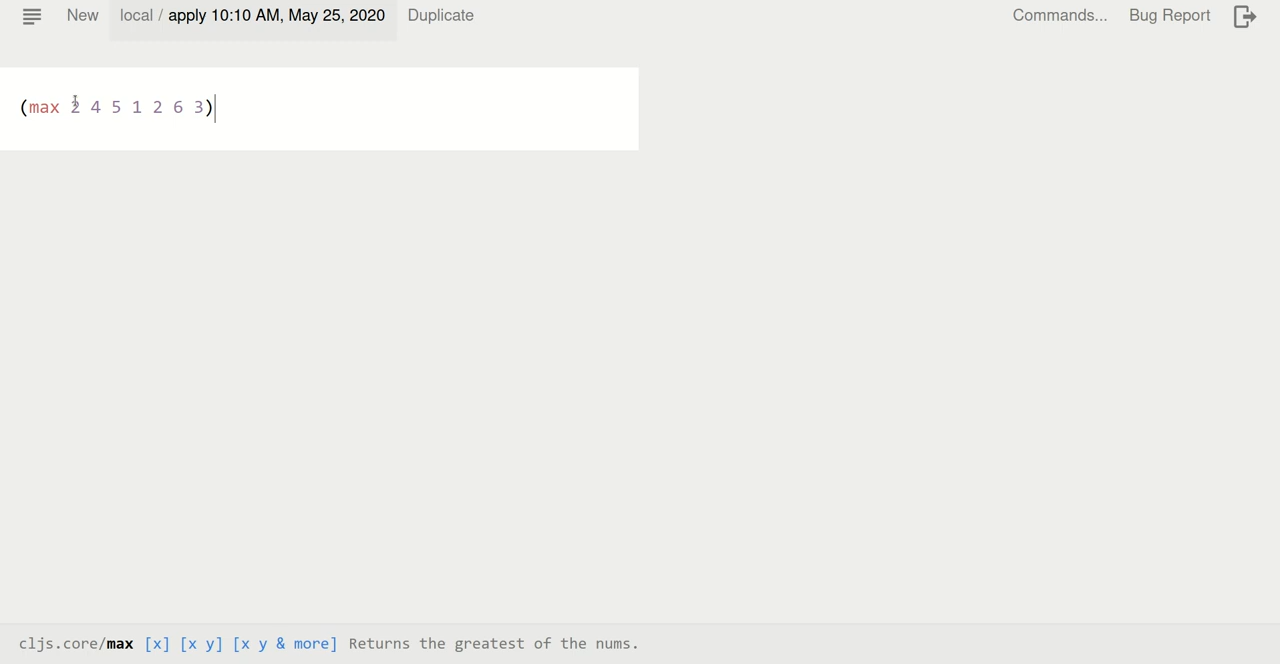 New local / apply 10:10 AM, May 25, 2020 Duplicate Commands... Bug Report
(max 2 4 5 1 2 6 3)
cljs.core/max [x] [x y] [x y & more] Returns the greatest of the nums.